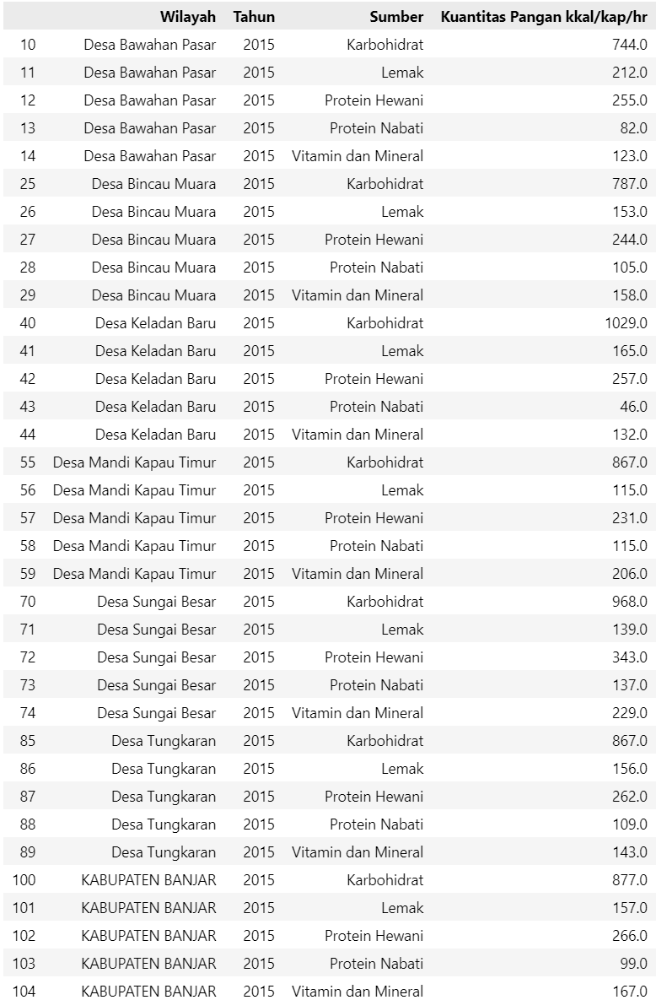 Wilayah Tahun Sumber Kuantitas Pangan kkal/kap/hr
10 Desa Bawahan Pasar 2015 Karbohidrat 744.0
11 Desa Bawahan Pasar 2015 Lemak 212.0
12 Desa Bawahan Pasar 2015 Protein Hewani 255.0
13 Desa Bawahan Pasar 2015 Protein Nabati 82.0
14 Desa Bawahan Pasar 2015 Vitamin dan Mineral 123.0
25 Desa Bincau Muara 2015 Karbohidrat 787.0
26 Desa Bincau Muara 2015 Lemak 153.0
27 Desa Bincau Muara 2015 Protein Hewani 244.0
28 Desa Bincau Muara 2015 Protein Nabati 105.0
29 Desa Bincau Muara 2015 Vitamin dan Mineral 158.0
40 Desa Keladan Baru 2015 Karbohidrat 1029.0
41 Desa Keladan Baru 2015 Lemak 165.0
42 Desa Keladan Baru 2015 Protein Hewani 257.0
43 Desa Keladan Baru 2015 Protein Nabati 46.0
44 Desa Keladan Baru 2015 Vitamin dan Mineral 132.0
55 Desa Mandi Kapau Timur 2015 Karbohidrat 867.0
56 Desa Mandi Kapau Timur 2015 Lemak 115.0
57 Desa Mandi Kapau Timur 2015 Protein Hewani 231.0
58 Desa Mandi Kapau Timur 2015 Protein Nabati 115.0
59 Desa Mandi Kapau Timur 2015 Vitamin dan Mineral 206.0
70 Desa Sungai Besar 2015 Karbohidrat 968.0
71 Desa Sungai Besar 2015 Lemak 139.0
72 Desa Sungai Besar 2015 Protein Hewani 343.0
73 Desa Sungai Besar 2015 Protein Nabati 137.0
74 Desa Sungai Besar 2015 Vitamin dan Mineral 229.0
85 Desa Tungkaran 2015 Karbohidrat 867.0
86 Desa Tungkaran 2015 Lemak 156.0
87 Desa Tungkaran 2015 Protein Hewani 262.0
88 Desa Tungkaran 2015 Protein Nabati 109.0
89 Desa Tungkaran 2015 Vitamin dan Mineral 143.0
100 KABUPATEN BANJAR 2015 Karbohidrat 877.0
101 KABUPATEN BANJAR 2015 Lemak 157.0
102 KABUPATEN BANJAR 2015 Protein Hewani 266.0
103 KABUPATEN BANJAR 2015 Protein Nabati 99.0
104 KABUPATEN BANJAR 2015 Vitamin dan Mineral 167.0